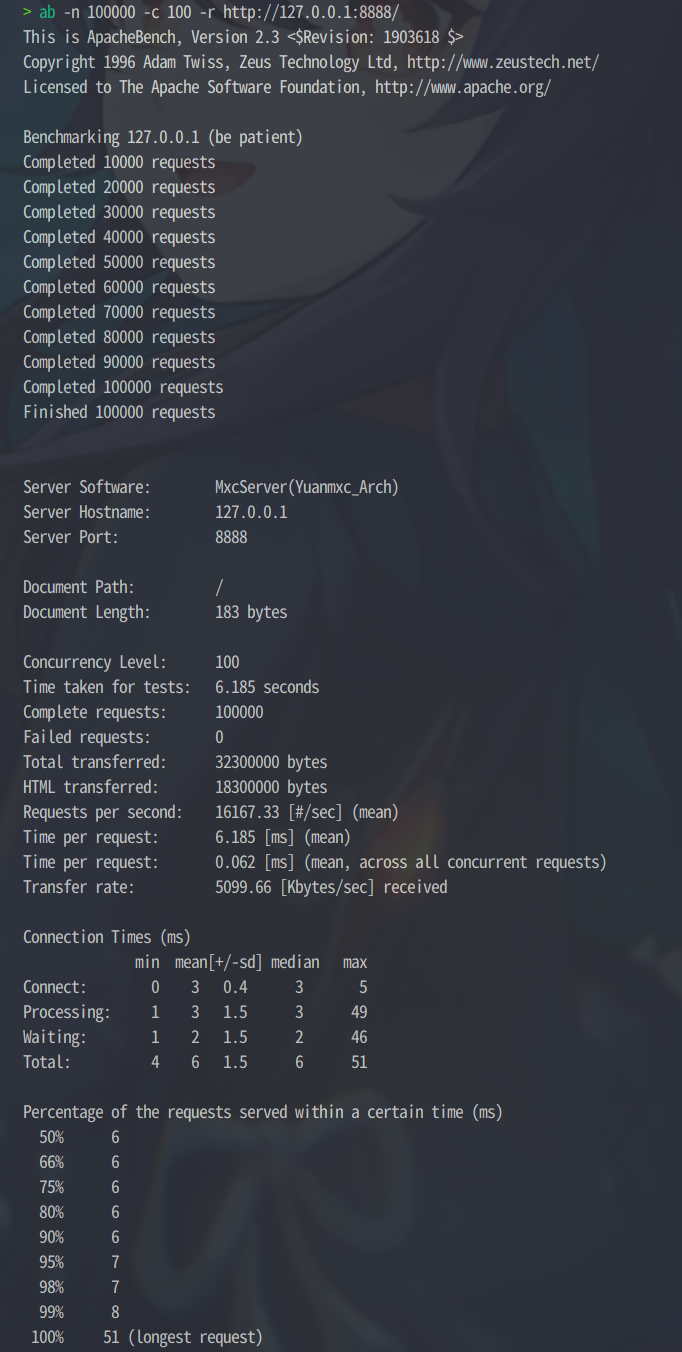 > ab -n 100000 -c 100 -r http://127.0.0.1:8888/
This is ApacheBench, Version 2.3 <$Revision: 1903618 $>
Copyright 1996 Adam Twiss, Zeus Technology Ltd, http://www.zeustech.net/
Licensed to The Apache Software Foundation, http://www.apache.org/

Benchmarking 127.0.0.1 (be patient)
Completed 10000 requests
Completed 20000 requests
Completed 30000 requests
Completed 40000 requests
Completed 50000 requests
Completed 60000 requests
Completed 70000 requests
Completed 80000 requests
Completed 90000 requests
Completed 100000 requests
Finished 100000 requests


Server Software:        MxcServer(Yuanmxc_Arch)
Server Hostname:        127.0.0.1
Server Port:            8888

Document Path:          /
Document Length:        183 bytes

Concurrency Level:      100
Time taken for tests:   6.185 seconds
Complete requests:      100000
Failed requests:        0
Total transferred:      32300000 bytes
HTML transferred:       18300000 bytes
Requests per second:    16167.33 [#/sec] (mean)
Time per request:       6.185 [ms] (mean)
Time per request:       0.062 [ms] (mean, across all concurrent requests)
Transfer rate:          5099.66 [Kbytes/sec] received

Connection Times (ms)
              min  mean[+/-sd] median   max
Connect:        0    3   0.4      3       5
Processing:     1    3   1.5      3      49
Waiting:        1    2   1.5      2      46
Total:          4    6   1.5      6      51

Percentage of the requests served within a certain time (ms)
  50%      6
  66%      6
  75%      6
  80%      6
  90%      6
  95%      7
  98%      7
  99%      8
 100%     51 (longest request)